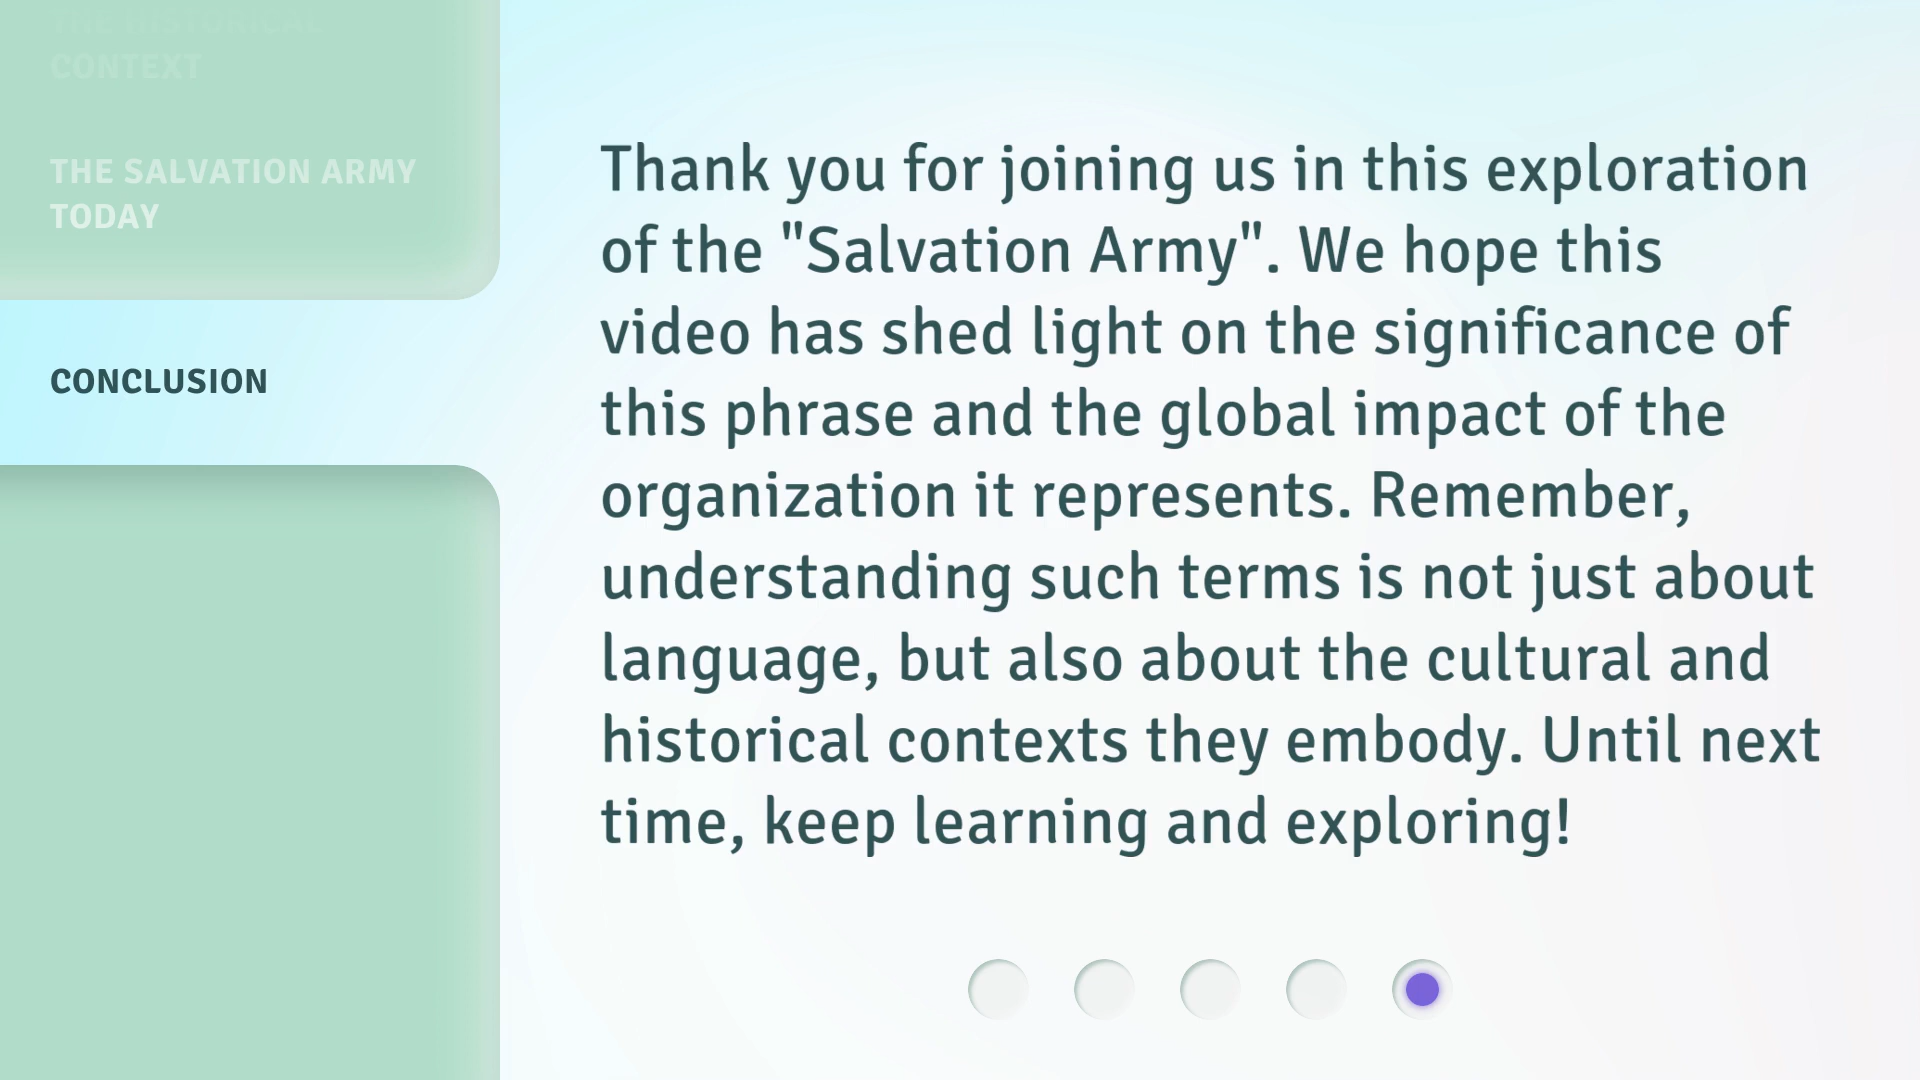 THE HISTORICAL
CONTEXT
THE SALVATION ARMY
TODAY
CONCLUSION
Thank you for joining us in this exploration
of the "Salvation Army". We hope this
video has shed light on the significance of
this phrase and the global impact of the
organization it represents. Remember,
understanding such terms is not just about
language, but also about the cultural and
historical contexts they embody. Until next
time, keep learning and exploring!